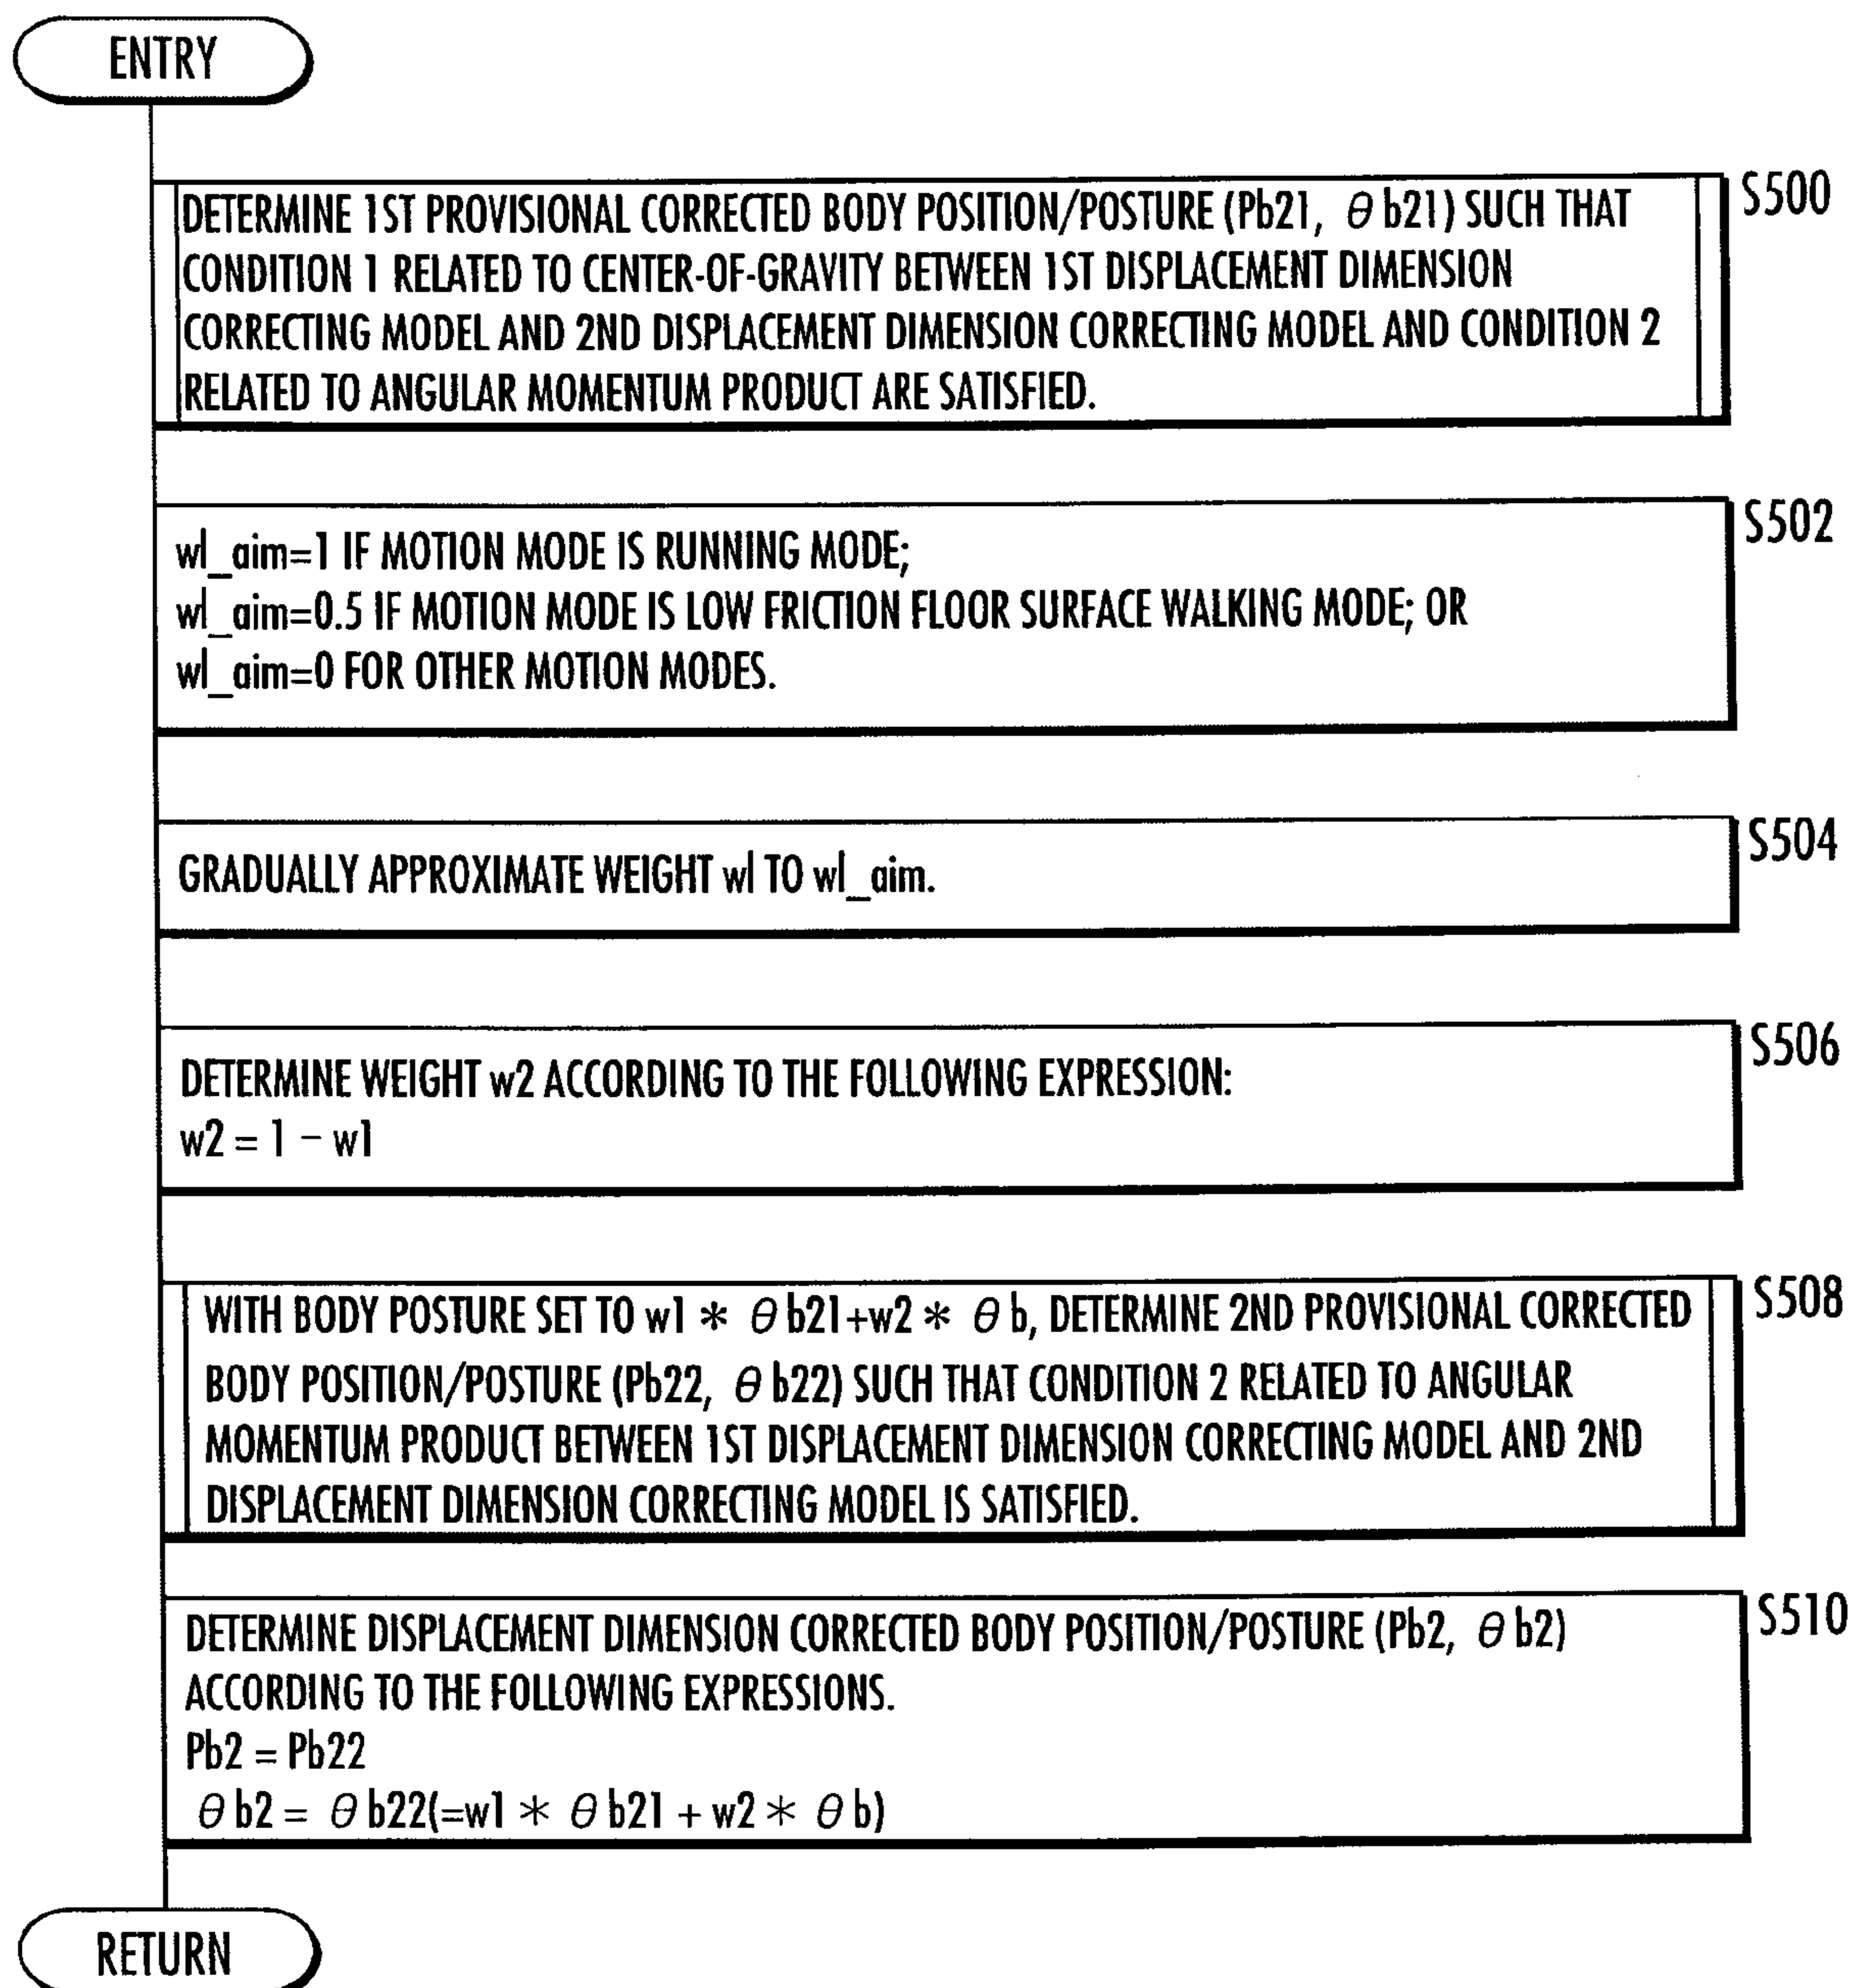 ENTRY
S500
DETERMINE 1ST PROVISIONAL CORRECTED BODY POSITION/POSTURE (Pb21, θb21) SUCH THAT
CONDITION 1 RELATED TO CENTER-OF-GRAVITY BETWEEN 1ST DISPLACEMENT DIMENSION
CORRECTING MODEL AND 2ND DISPLACEMENT DIMENSION CORRECTING MODEL AND CONDITION 2
RELATED TO ANGULAR MOMENTUM PRODUCT ARE SATISFIED.
S502
w1_aim=1 IF MOTION MODE IS RUNNING MODE;
w1_aim=0.5 IF MOTION MODE IS LOW FRICTION FLOOR SURFACE WALKING MODE; OR
w1_aim=0 FOR OTHER MOTION MODES.
S504
GRADUALLY APPROXIMATE WEIGHT w1 TO w1_aim.
S506
DETERMINE WEIGHT w2 ACCORDING TO THE FOLLOWING EXPRESSION:
w2 = 1 − w1
S508
WITH BODY POSTURE SET TO w1 * θb21+w2 * θb, DETERMINE 2ND PROVISIONAL CORRECTED
BODY POSITION/POSTURE (Pb22, θb22) SUCH THAT CONDITION 2 RELATED TO ANGULAR
MOMENTUM PRODUCT BETWEEN 1ST DISPLACEMENT DIMENSION CORRECTING MODEL AND 2ND
DISPLACEMENT DIMENSION CORRECTING MODEL IS SATISFIED.
S510
DETERMINE DISPLACEMENT DIMENSION CORRECTED BODY POSITION/POSTURE (Pb2, θb2)
ACCORDING TO THE FOLLOWING EXPRESSIONS.
Pb2 = Pb22
θb2 = θb22(=w1 * θb21 + w2 * θb)
RETURN